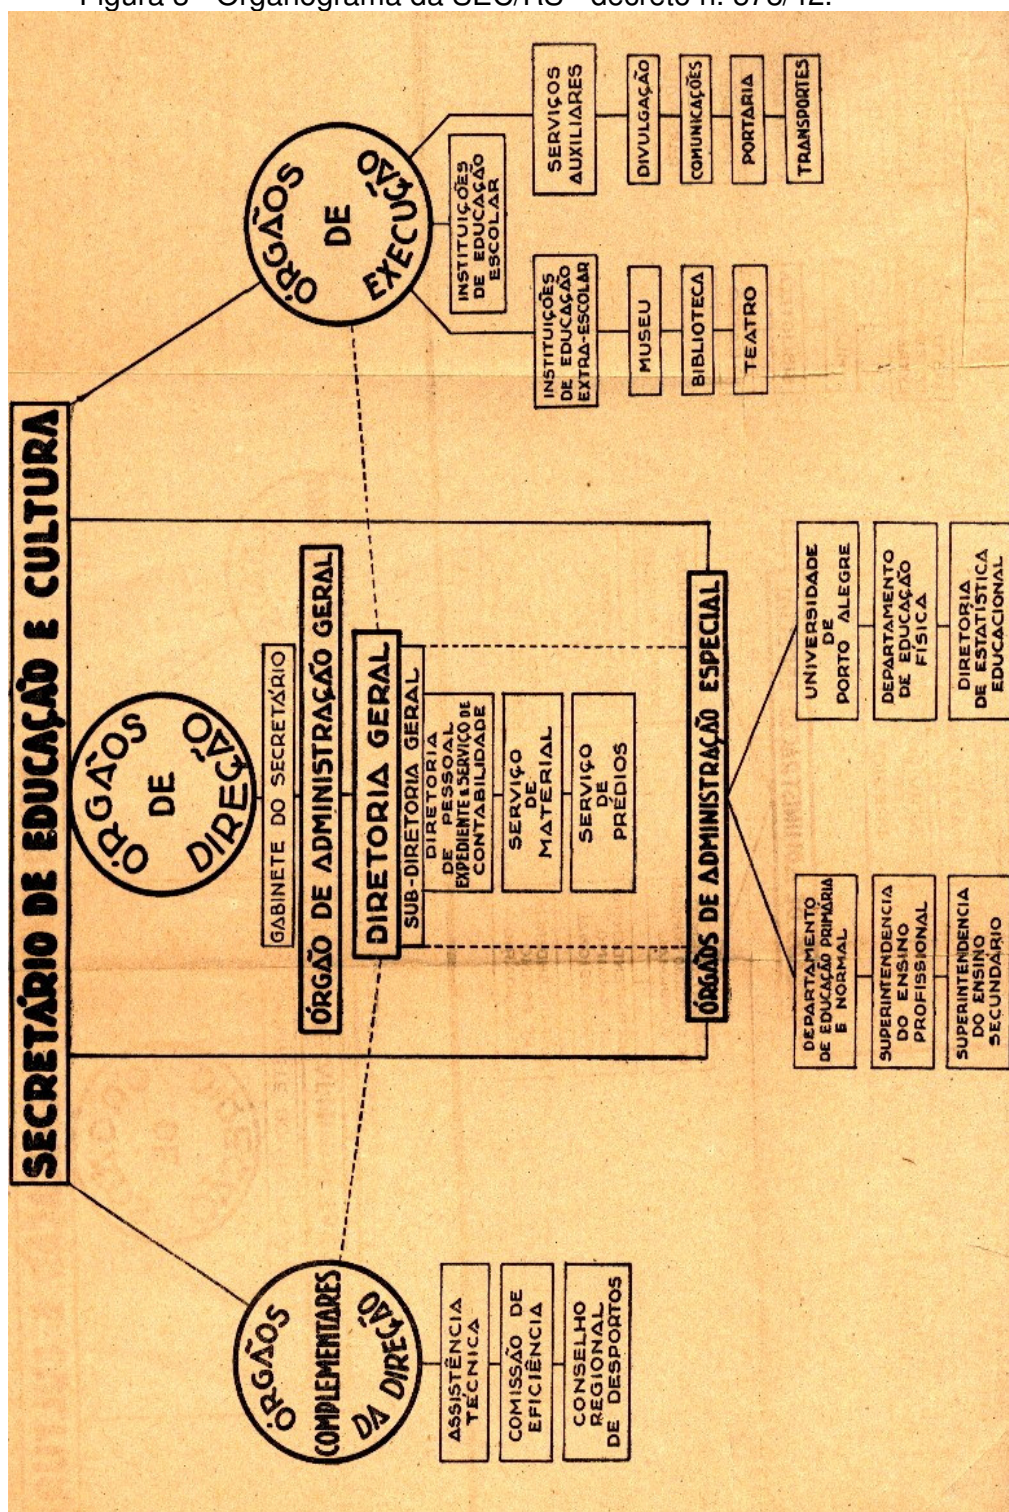 Figura
- Organograma da SEC/RS - decreto n.
SECRETÁRIO DE EDUCAÇÃO E CULTURA
ÓRGÃOS
COMPLEMENTARES
DA DIREÇÃO
ASSISTÊNCIA
TÉCNICA
COMISSÃO DE
EFICIÊNCIA
CONSELHO
REGIONAL
DE DESPORTOS
ÓRGÃOS
DE
DIREÇÃO
GABINETE DO SECRETÁRIO
ÓRGÃO DE ADMINISTRAÇÃO GERAL
DIRETORIA GERAL
SUB-DIRETORIA GERAL
DIRETORIA
DE PESSOAL
EXPEDIENTE & SERVIÇO DE
CONTABILIDADE
SERVIÇO
DE
MATERIAL
SERVIÇO
DE
PRÉDIOS
ÓRGÃOS DE ADMINISTRAÇÃO ESPECIAL
DEPARTAMENTO
DE EDUCAÇÃO PRIMÁRIA
E NORMAL
SUPERINTENDENCIA
DO ENSINO
PROFISSIONAL
SUPERINTENDENCIA
DO ENSINO
SECUNDÁRIO
UNIVERSIDADE
DE
PORTO ALEGRE
DEPARTAMENTO
DE EDUCAÇÃO
FÍSICA
DIRETORIA
DE ESTATÍSTICA
EDUCACIONAL
ÓRGÃOS
DE
EXECUÇÃO
INSTITUIÇÕES
DE EDUCAÇÃO
ESCOLAR
INSTITUIÇÕES
DE EDUCAÇÃO
EXTRA-ESCOLAR
MUSEU
BIBLIOTECA
TEATRO
SERVIÇOS
AUXILIARES
DIVULGAÇÃO
COMUNICAÇÕES
PORTARIA
TRANSPORTES